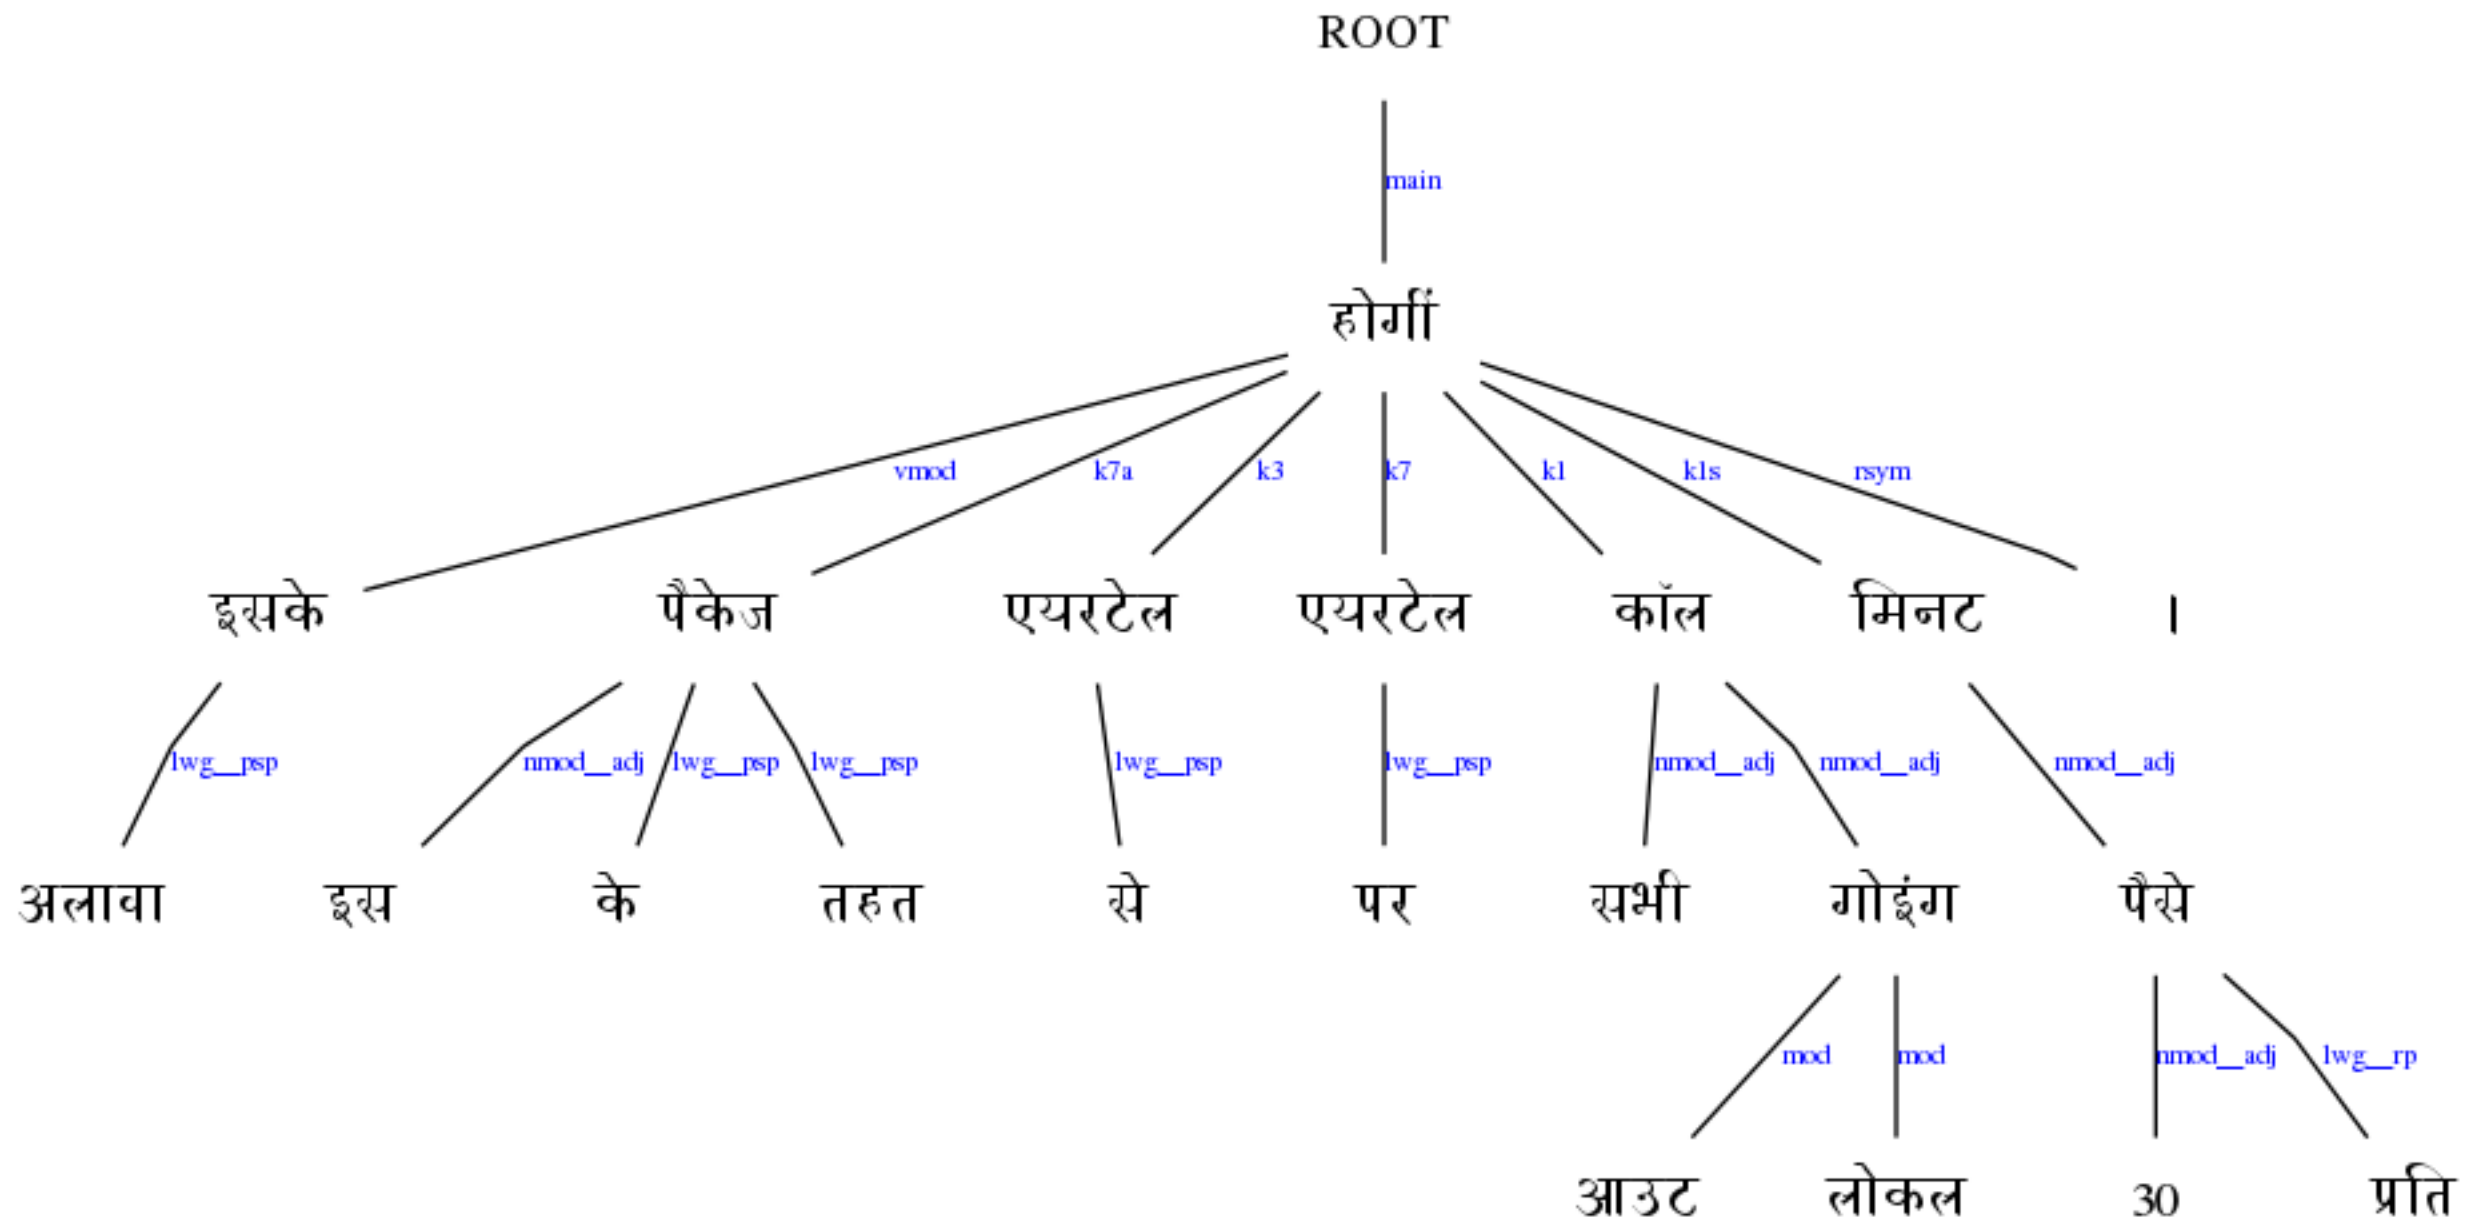 ROOT
main
होगीं
vmod k7a k3 k7 k1 k1s rsym
इसके पैकेज एयरटेल एयरटेल कॉल मिनट ।
lwg__psp nmod__adj lwg__psp lwg__psp lwg__psp lwg__psp nmod__adj nmod__adj nmod__adj
अलावा इस के तहत से पर सभी गोइंग पैसे
mod mod nmod__adj lwg__rp
आउट लोकल 30 प्रति